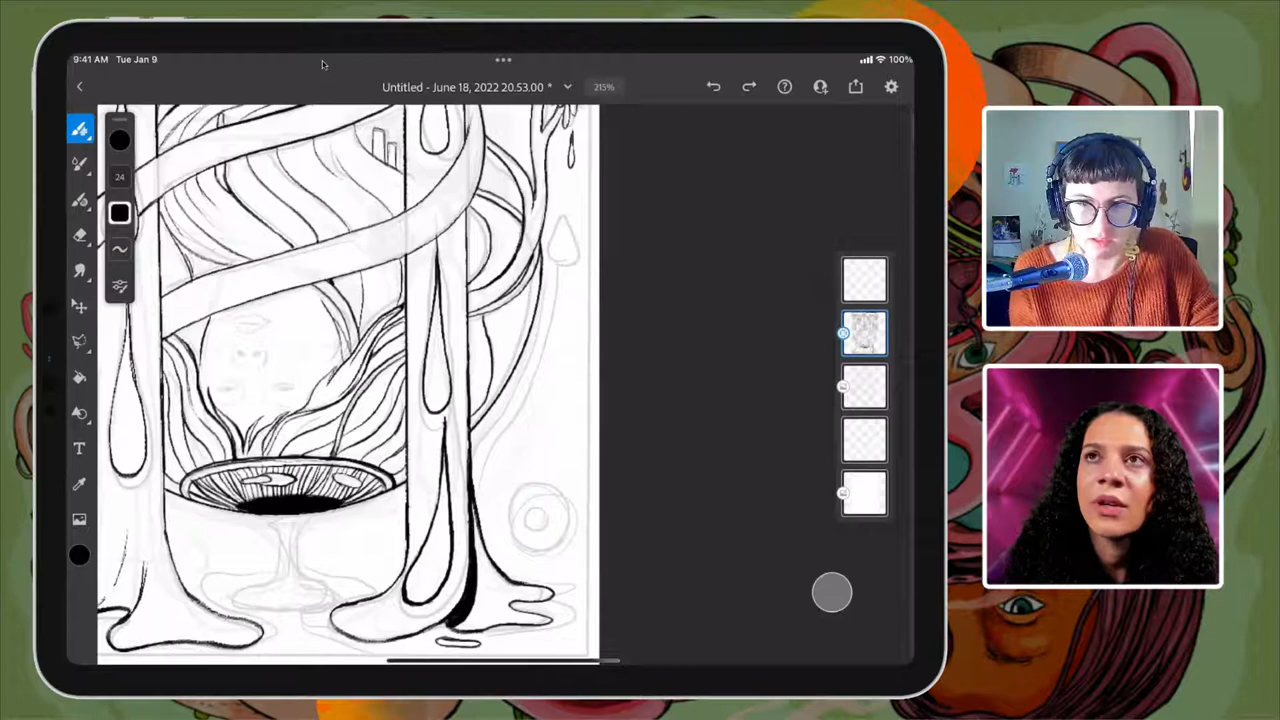 9:41 AM Tue Jan 9
100%
Untitled - June 18, 2022 20.53.00 *
215%
24
T